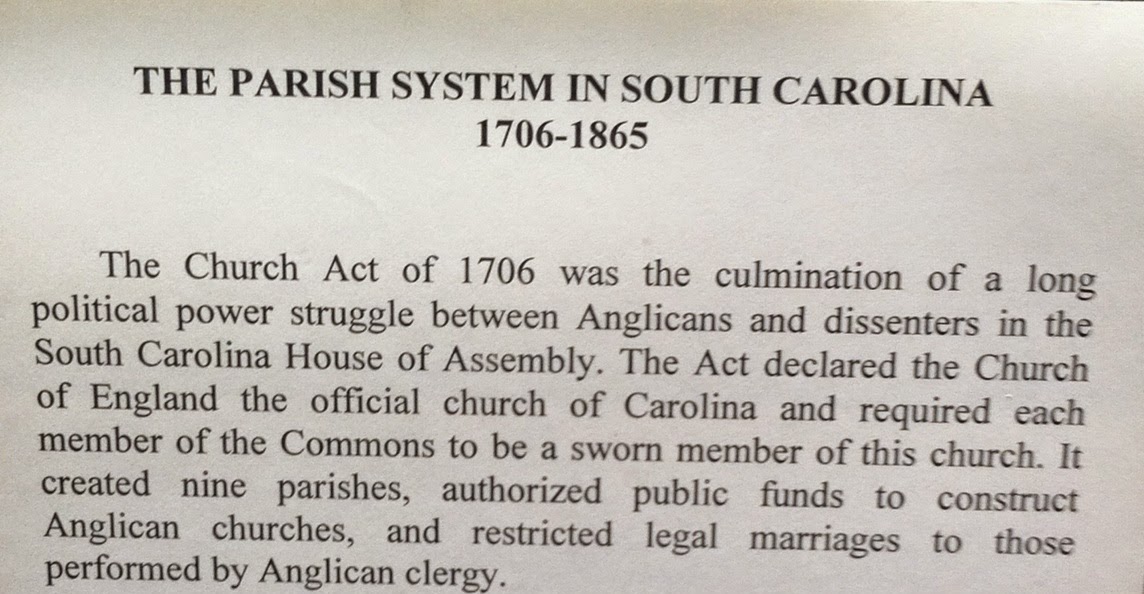 THE PARISH SYSTEM IN SOUTH CAROLINA
1706-1865
The Church Act of 1706 was the culmination of a long
political power struggle between Anglicans and dissenters in the
South Carolina House of Assembly. The Act declared the Church
of England the official church of Carolina and required each
member of the Commons to be a sworn member of this church. It
created nine parishes, authorized public funds to construct
Anglican churches, and restricted legal marriages to those
performed by Anglican clergy.